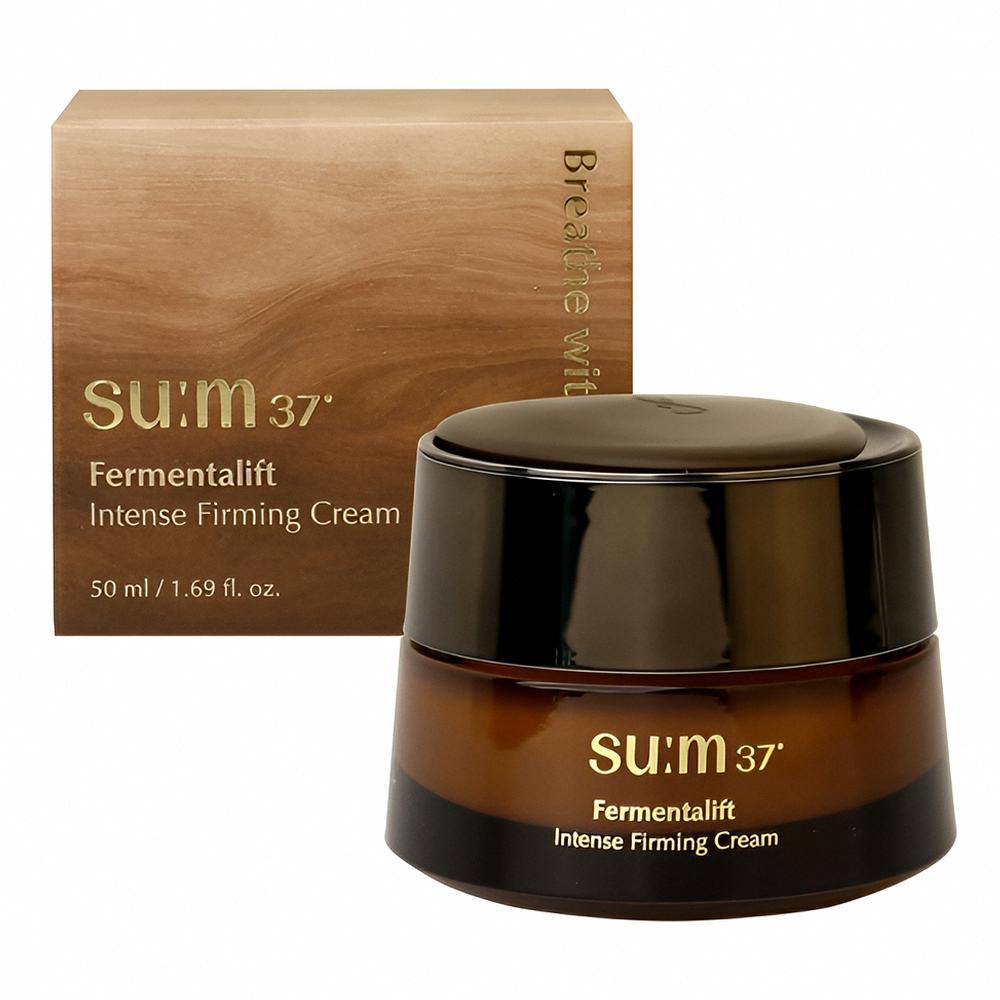 Breathe wit
su:m 37°
Fermentalift
Intense Firming Cream
50 ml / 1.69 fl. oz.
su:m 37°
Fermentalift
Intense Firming Cream